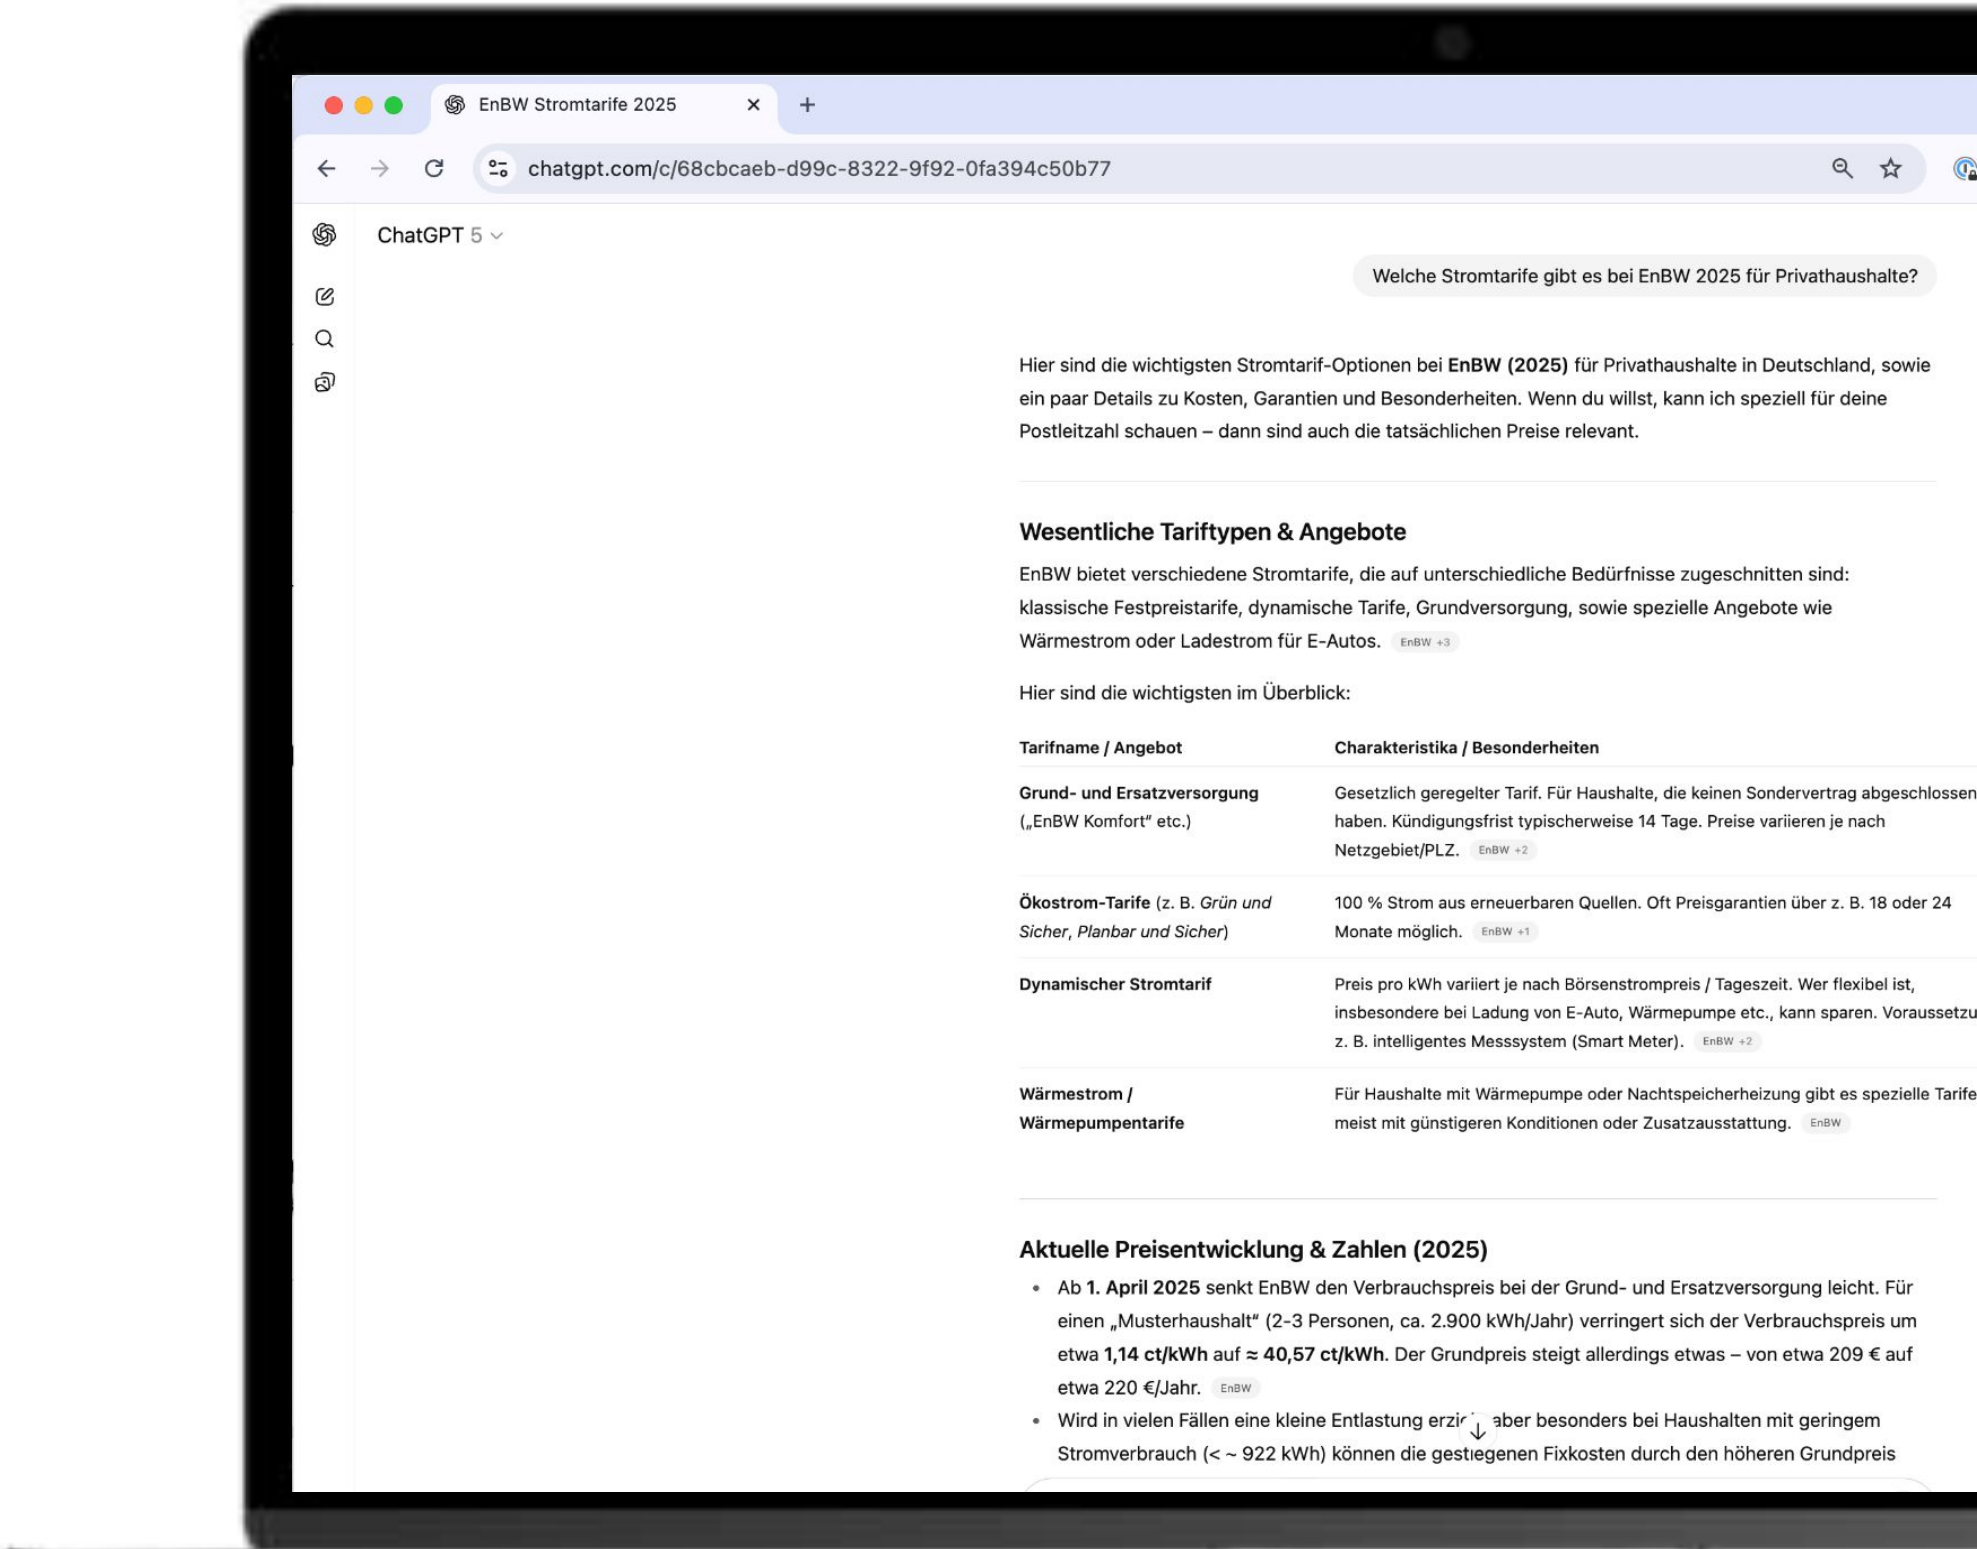 EnBW Stromtarife 2025
chatgpt.com/c/68cbcaeb-d99c-8322-9f92-0fa394c50b77
ChatGPT 5
Welche Stromtarife gibt es bei EnBW 2025 für Privathaushalte?
Hier sind die wichtigsten Stromtarif-Optionen bei EnBW (2025) für Privathaushalte in Deutschland, sowie
ein paar Details zu Kosten, Garantien und Besonderheiten. Wenn du willst, kann ich speziell für deine
Postleitzahl schauen – dann sind auch die tatsächlichen Preise relevant.
Wesentliche Tariftypen & Angebote
EnBW bietet verschiedene Stromtarife, die auf unterschiedliche Bedürfnisse zugeschnitten sind:
klassische Festpreistarife, dynamische Tarife, Grundversorgung, sowie spezielle Angebote wie
Wärmestrom oder Ladestrom für E-Autos. EnBW +3
Hier sind die wichtigsten im Überblick:
Tarifname / Angebot Charakteristika / Besonderheiten
Grund- und Ersatzversorgung Gesetzlich geregelter Tarif. Für Haushalte, die keinen Sondervertrag abgeschlossen
(„EnBW Komfort" etc.) haben. Kündigungsfrist typischerweise 14 Tage. Preise variieren je nach
Netzgebiet/PLZ. EnBW +2
Ökostrom-Tarife (z. B. Grün und 100 % Strom aus erneuerbaren Quellen. Oft Preisgarantien über z. B. 18 oder 24
Sicher, Planbar und Sicher) Monate möglich. EnBW +1
Dynamischer Stromtarif Preis pro kWh variiert je nach Börsenstrompreis / Tageszeit. Wer flexibel ist,
insbesondere bei Ladung von E-Auto, Wärmepumpe etc., kann sparen. Voraussetzu
z. B. intelligentes Messsystem (Smart Meter). EnBW +2
Wärmestrom / Für Haushalte mit Wärmepumpe oder Nachtspeicherheizung gibt es spezielle Tarife
Wärmepumpentarife meist mit günstigeren Konditionen oder Zusatzausstattung. EnBW
Aktuelle Preisentwicklung & Zahlen (2025)
• Ab 1. April 2025 senkt EnBW den Verbrauchspreis bei der Grund- und Ersatzversorgung leicht. Für
einen „Musterhaushalt" (2-3 Personen, ca. 2.900 kWh/Jahr) verringert sich der Verbrauchspreis um
etwa 1,14 ct/kWh auf ≈ 40,57 ct/kWh. Der Grundpreis steigt allerdings etwas – von etwa 209 € auf
etwa 220 €/Jahr. EnBW
• Wird in vielen Fällen eine kleine Entlastung aber besonders bei Haushalten mit geringem
Stromverbrauch (< ~ 922 kWh) können die gestiegenen Fixkosten durch den höheren Grundpreis